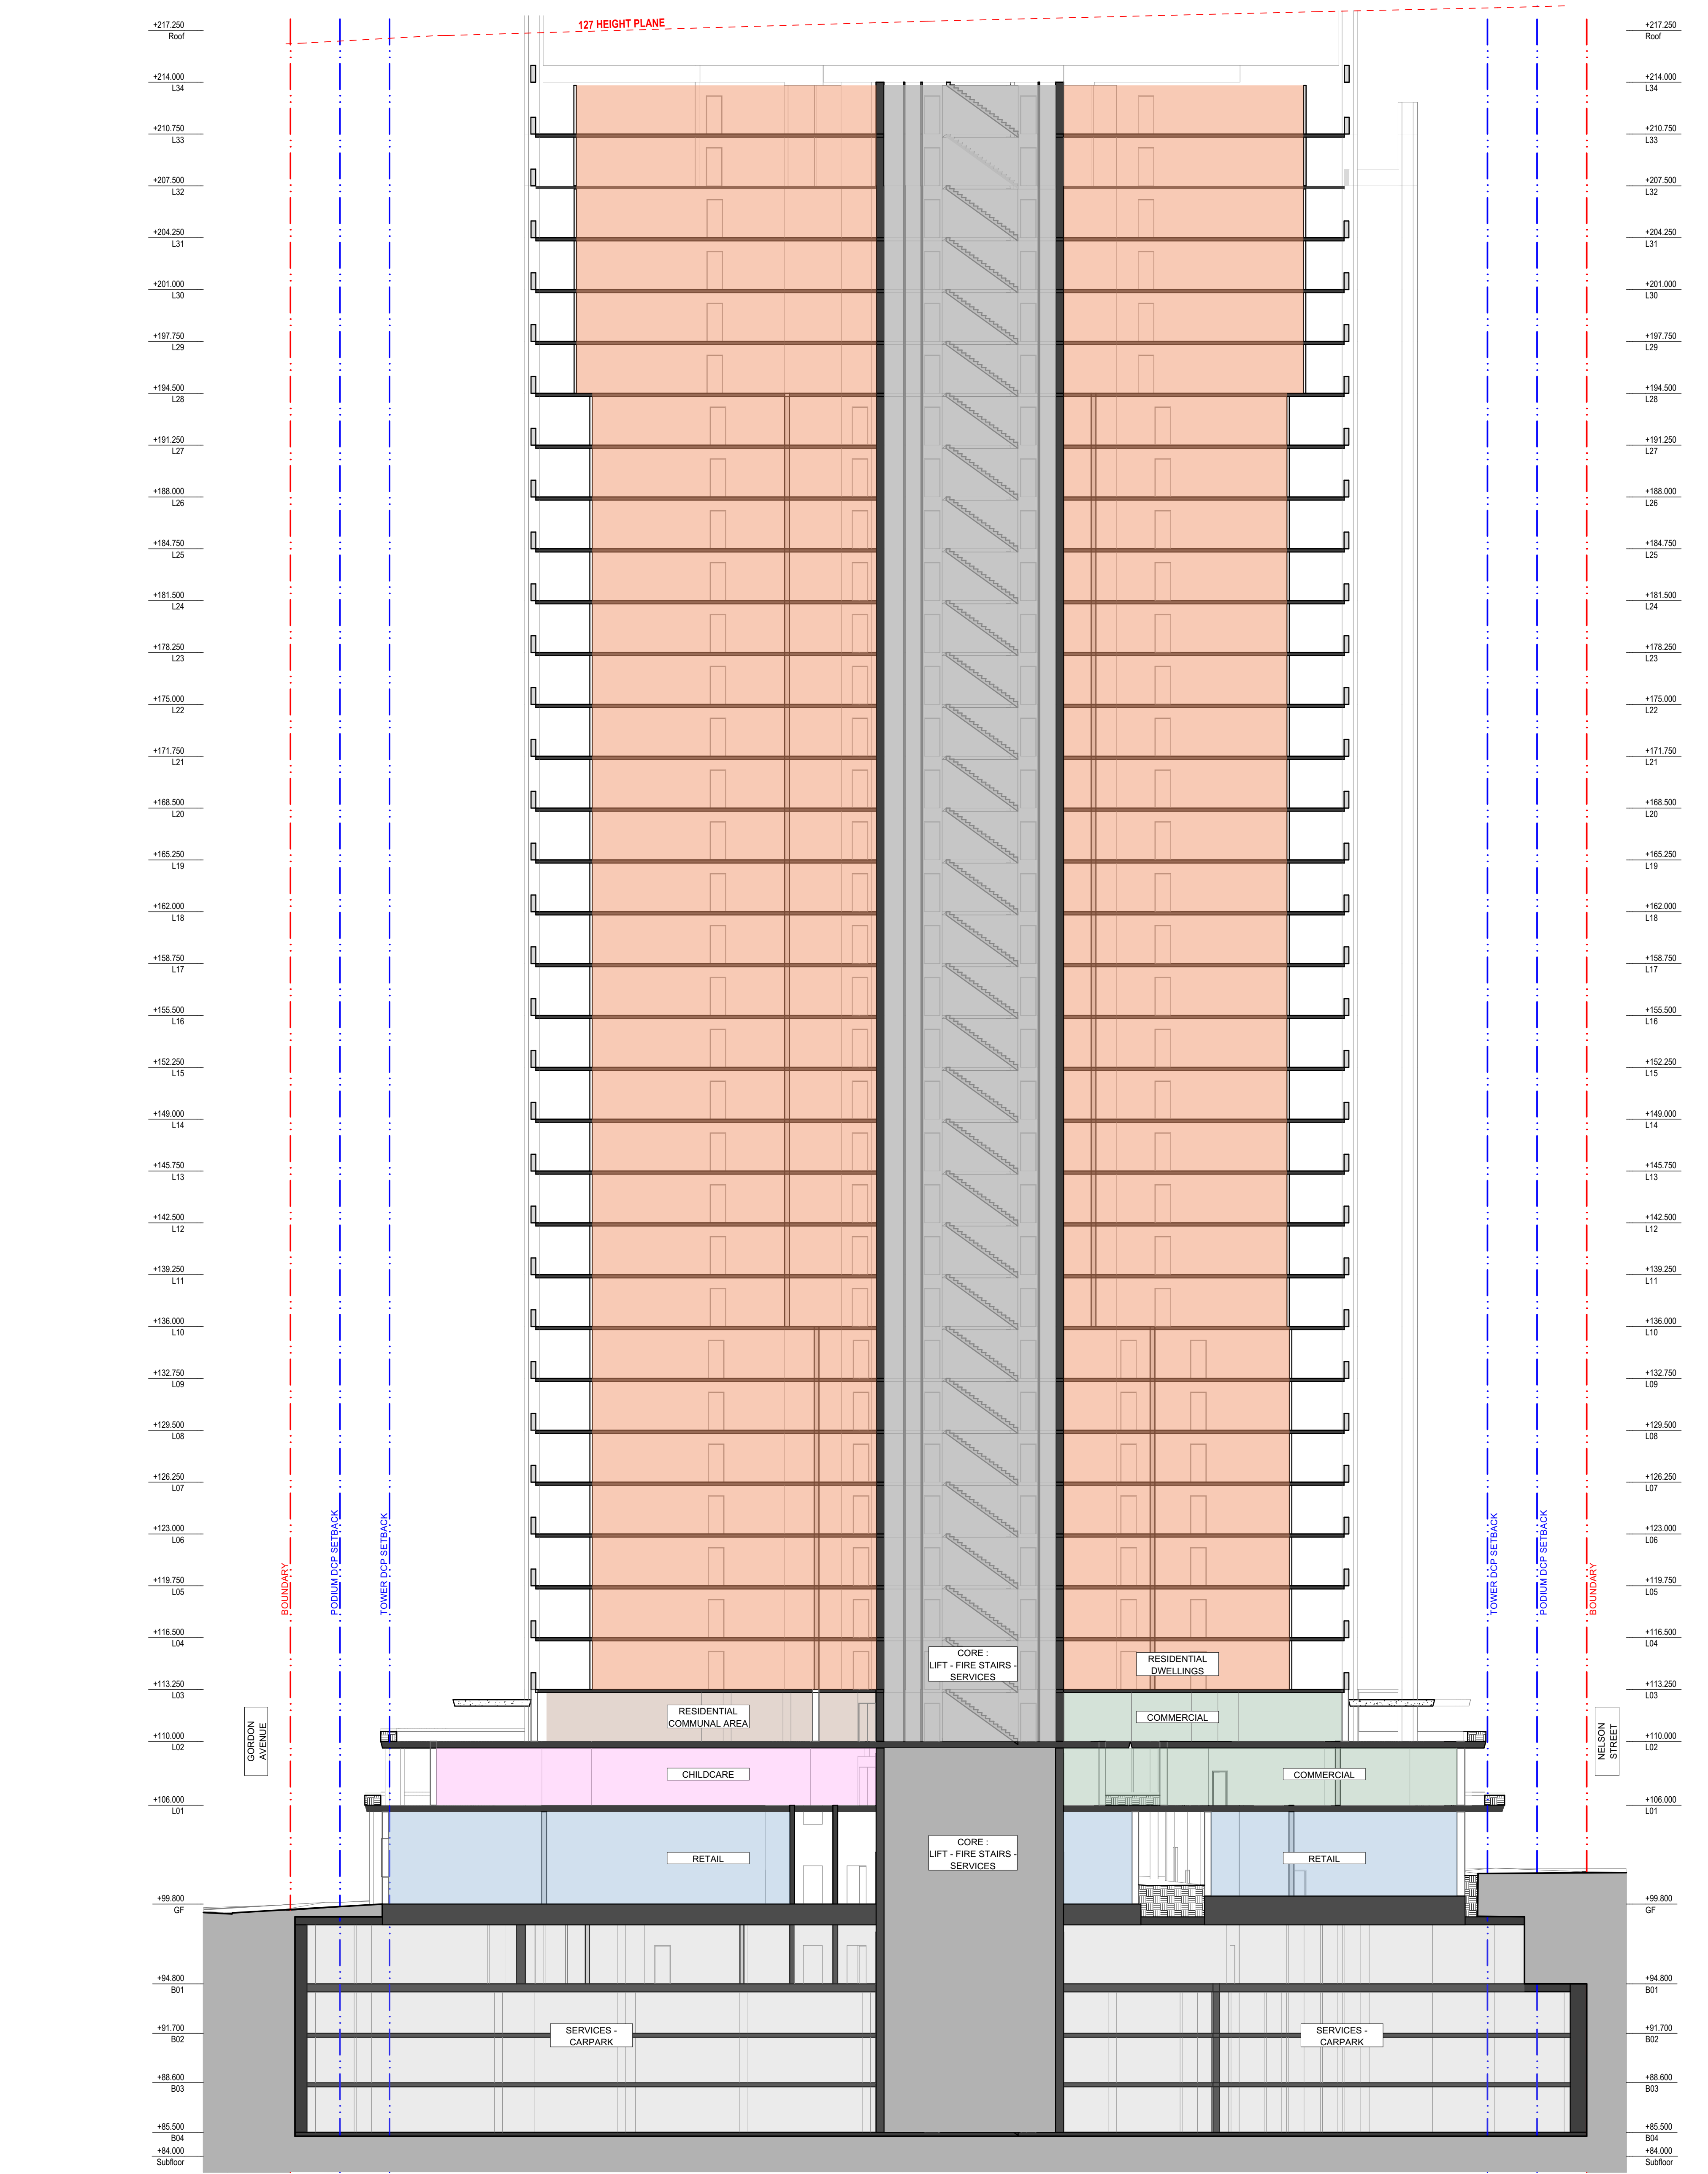 127 HEIGHT PLANE
+217.250
Roof
+217.250
Roof
+214.000
L34
+214.000
L34
+210.750
L33
+210.750
L33
+207.500
L32
+207.500
L32
+204.250
L31
+204.250
L31
+201.000
L30
+201.000
L30
+197.750
L29
+197.750
L29
+194.500
L28
+194.500
L28
+191.250
L27
+191.250
L27
+188.000
L26
+188.000
L26
+184.750
L25
+184.750
L25
+181.500
L24
+181.500
L24
+178.250
L23
+178.250
L23
+175.000
L22
+175.000
L22
+171.750
L21
+171.750
L21
+168.500
L20
+168.500
L20
+165.250
L19
+165.250
L19
+162.000
L18
+162.000
L18
+158.750
L17
+158.750
L17
+155.500
L16
+155.500
L16
+152.250
L15
+152.250
L15
+149.000
L14
+149.000
L14
+145.750
L13
+145.750
L13
+142.500
L12
+142.500
L12
+139.250
L11
+139.250
L11
+136.000
L10
+136.000
L10
+132.750
L09
+132.750
L09
+129.500
L08
+129.500
L08
+126.250
L07
+126.250
L07
+123.000
L06
+123.000
L06
BOUNDARY
PODIUM DCP SETBACK
TOWER DCP SETBACK
TOWER DCP SETBACK
PODIUM DCP SETBACK
BOUNDARY
+119.750
L05
+119.750
L05
+116.500
L04
+116.500
L04
CORE :
LIFT - FIRE STAIRS -
SERVICES
RESIDENTIAL
DWELLINGS
+113.250
L03
+113.250
L03
RESIDENTIAL
COMMUNAL AREA
COMMERCIAL
GORDON
AVENUE
NELSON
STREET
+110.000
L02
+110.000
L02
CHILDCARE
COMMERCIAL
+106.000
L01
+106.000
L01
CORE :
LIFT - FIRE STAIRS -
SERVICES
RETAIL
RETAIL
+99.800
GF
+99.800
GF
+94.800
B01
+94.800
B01
SERVICES -
CARPARK
SERVICES -
CARPARK
+91.700
B02
+91.700
B02
+88.600
B03
+88.600
B03
+85.500
B04
+85.500
B04
+84.000
Subfloor
+84.000
Subfloor